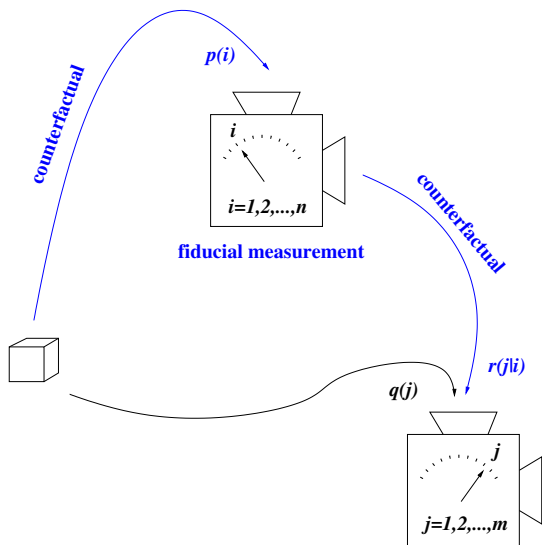 p(i)
counterfactual
i
i=1,2,...,n
fiducial measurement
counterfactual
r(j|i)
q(j)
j
j=1,2,...,m